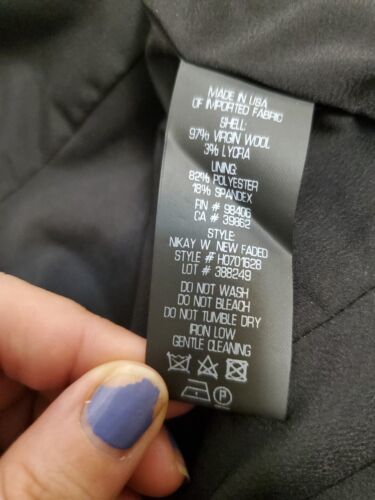 MADE IN USA
OF IMPORTED FABRIC
SHELL:
97% VIRGIN WOOL
3% LYCRA
LINING:
82% POLYESTER
18% SPANDEX
RN # 98406
CA # 39662
STYLE:
NIKAY W NEW FADED
STYLE # H0701628
LOT # 388249
DO NOT WASH
DO NOT BLEACH
DO NOT TUMBLE DRY
IRON LOW
GENTLE CLEANING
P